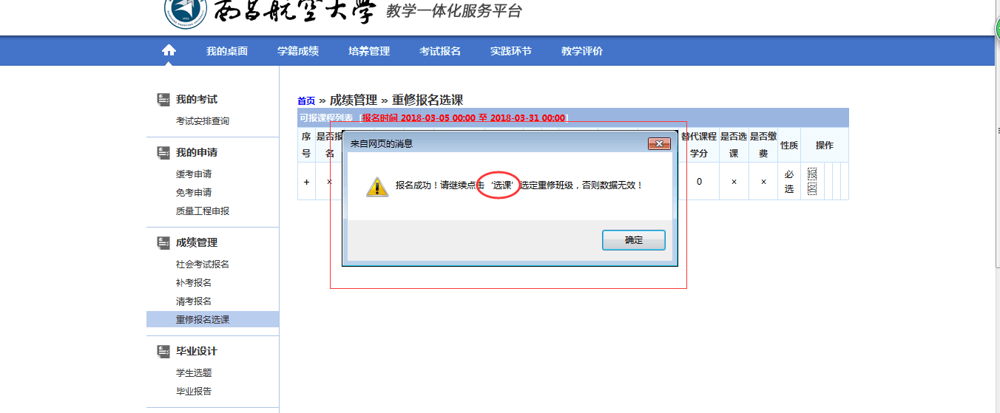 南昌航空大学 教学一体化服务平台
我的桌面 学籍成绩 培养管理 考试报名 实践环节 教学评价
我的考试
考试安排查询
我的申请
缓考申请
免考申请
质量工程申报
成绩管理
社会考试报名
补考报名
清考报名
重修报名选课
毕业设计
学生选题
毕业报告
首页 » 成绩管理 » 重修报名选课
可报课程列表 [报名时间 2018-03-05 00:00 至 2018-03-31 00:00]
序号 是否报名 替代课程学分 是否选课 是否缴费 性质 操作
+ × 0 × × 必选 报名
来自网页的消息
报名成功！请继续点击‘选课’选定重修班级，否则数据无效！
确定